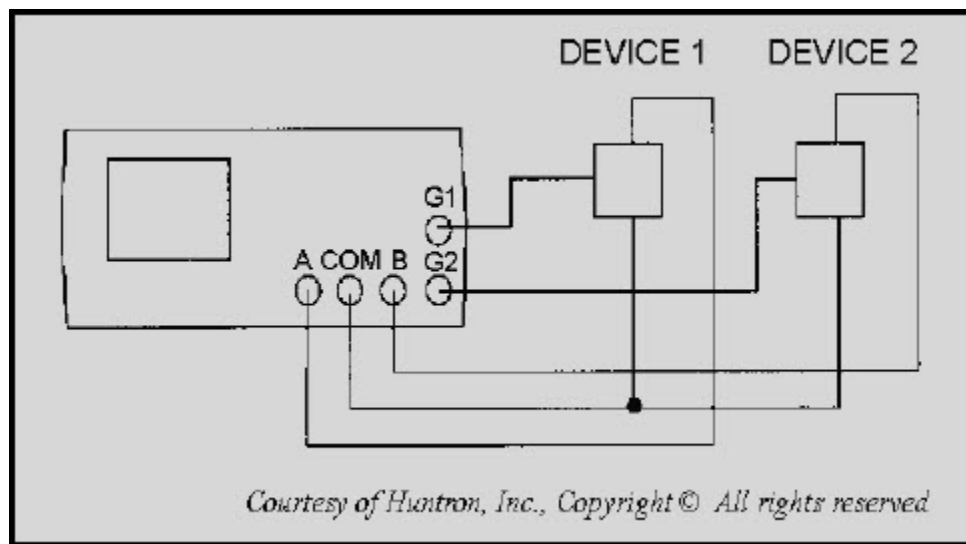 DEVICE 1 DEVICE 2
G1
A COM B G2
Courtesy of Huntron, Inc., Copyright © All rights reserved